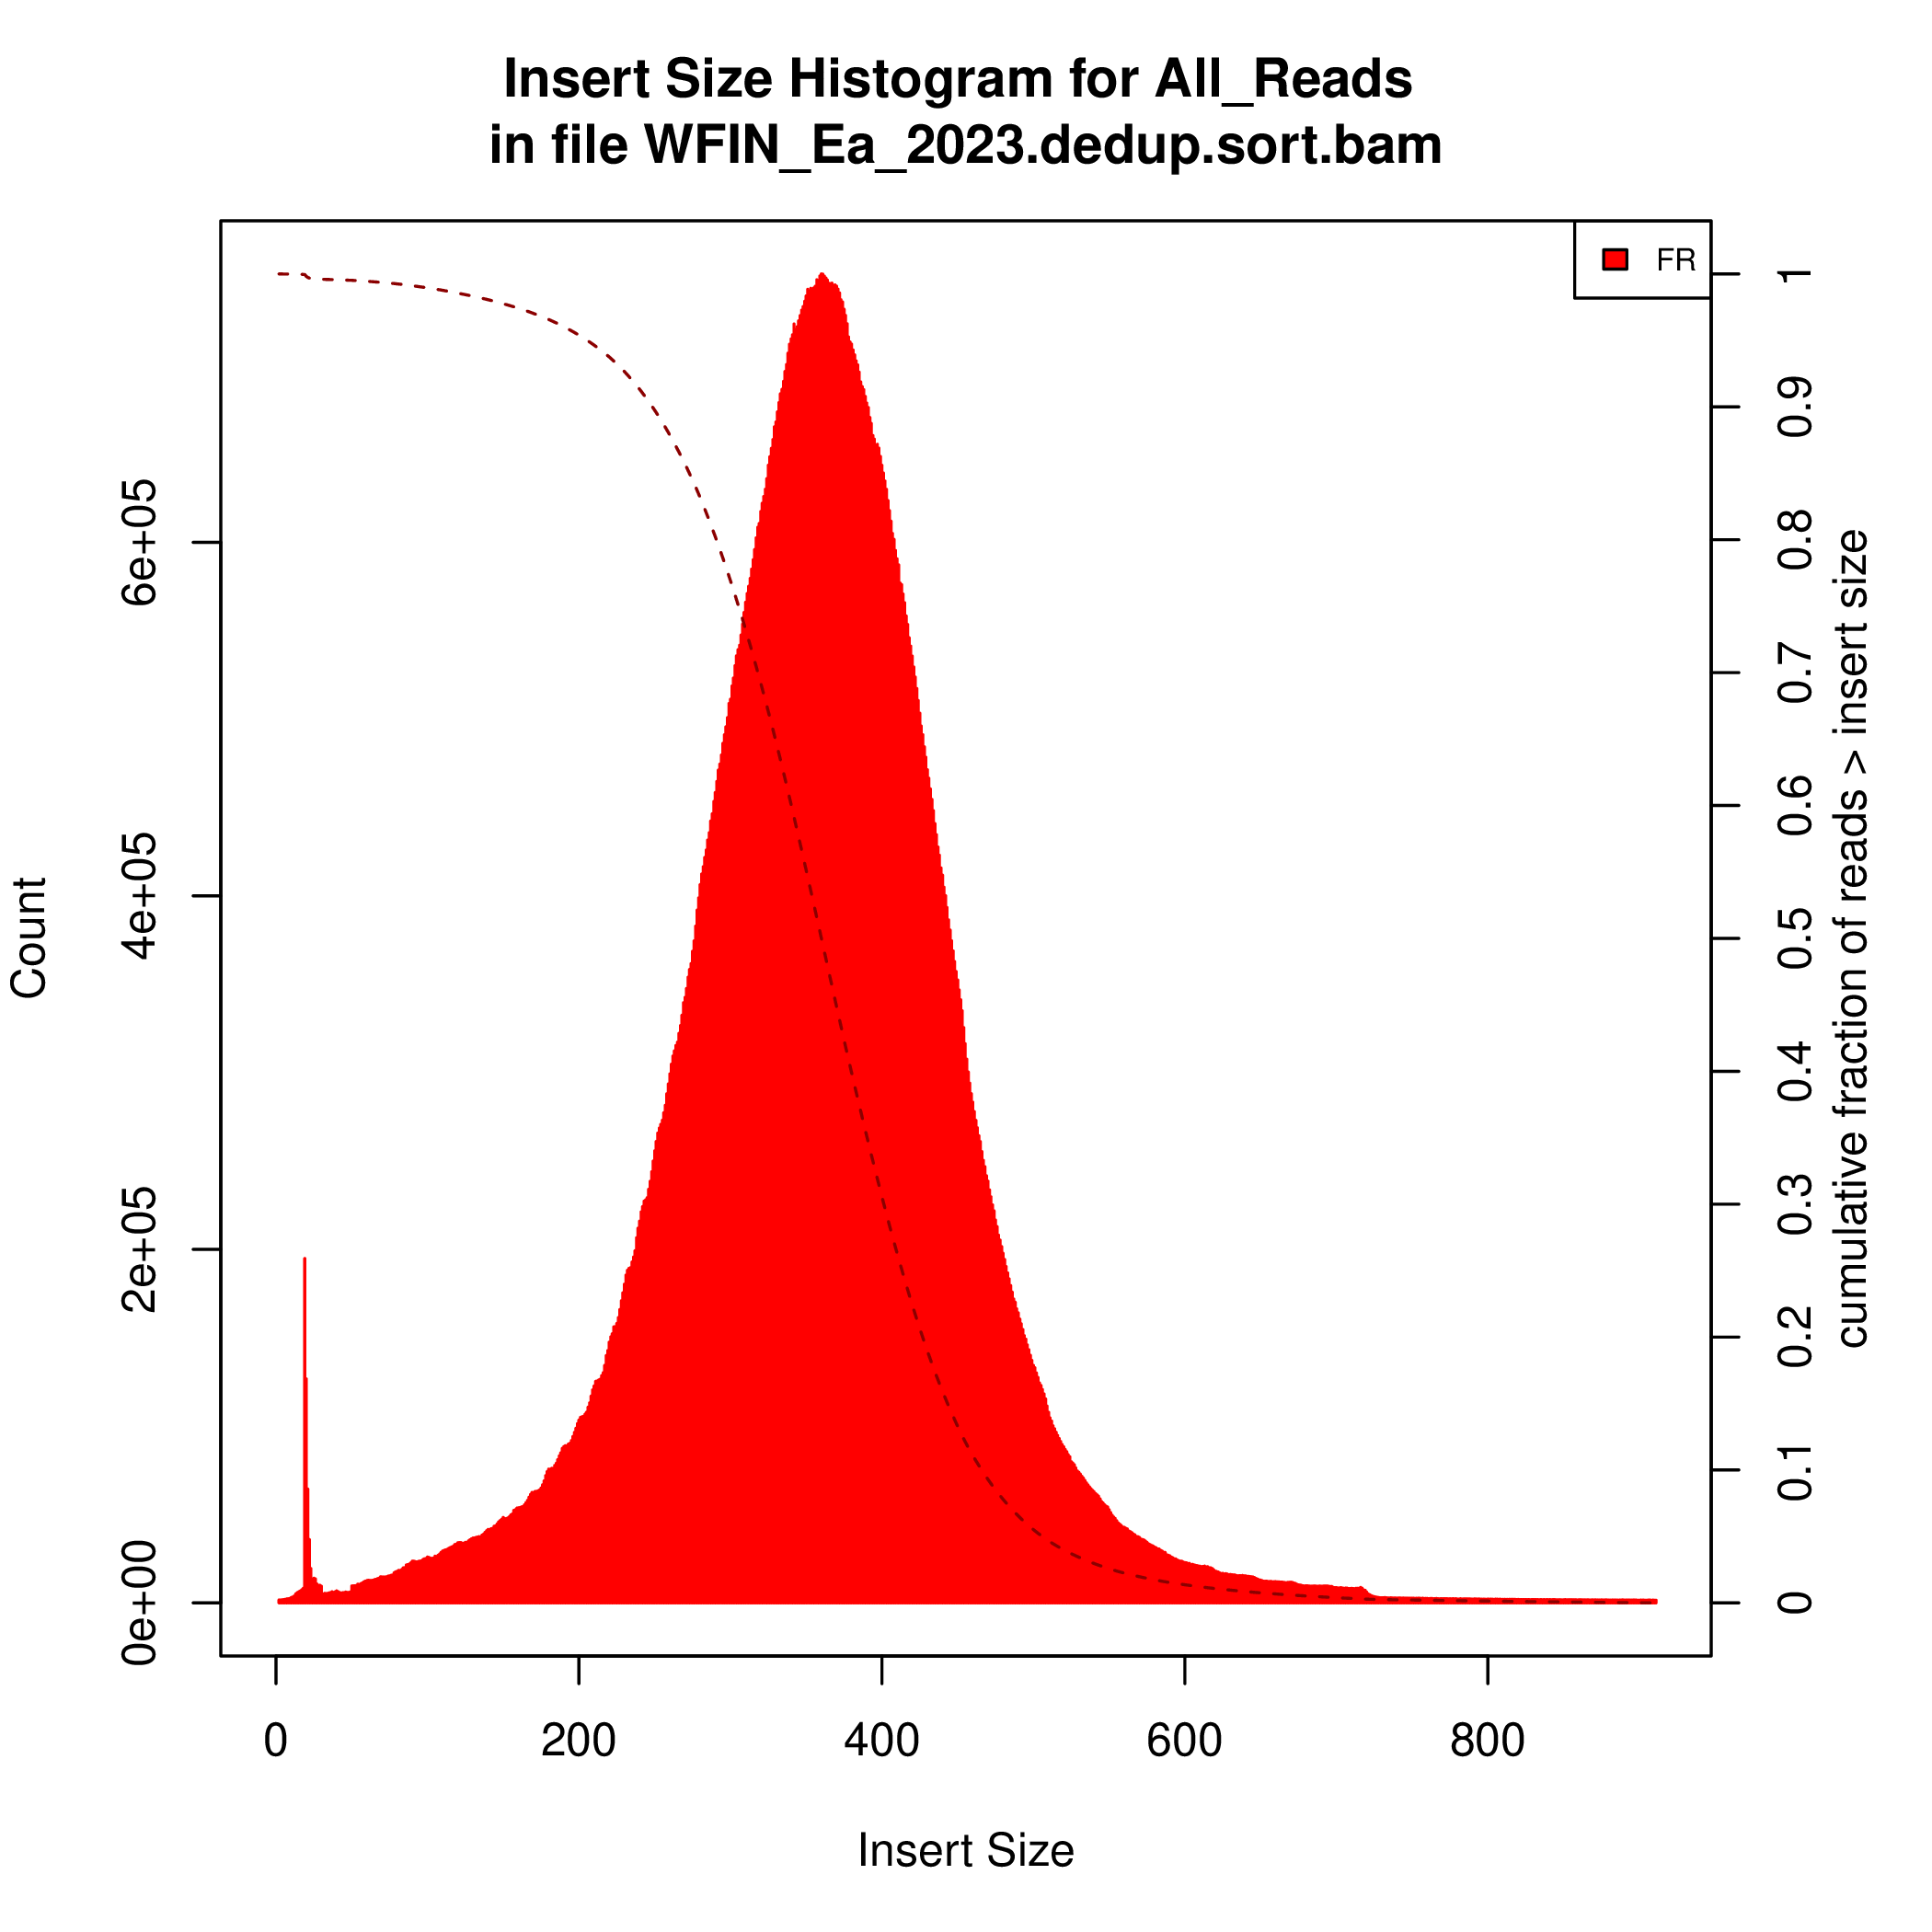 Insert Size Histogram for All_Reads
in file WFIN_Ea_2023.dedup.sort.bam
FR
Count
0e+00
2e+05
4e+05
6e+05
0
200
400
600
800
Insert Size
0
0.1
0.2
0.3
0.4
0.5
0.6
0.7
0.8
0.9
1
cumulative fraction of reads > insert size